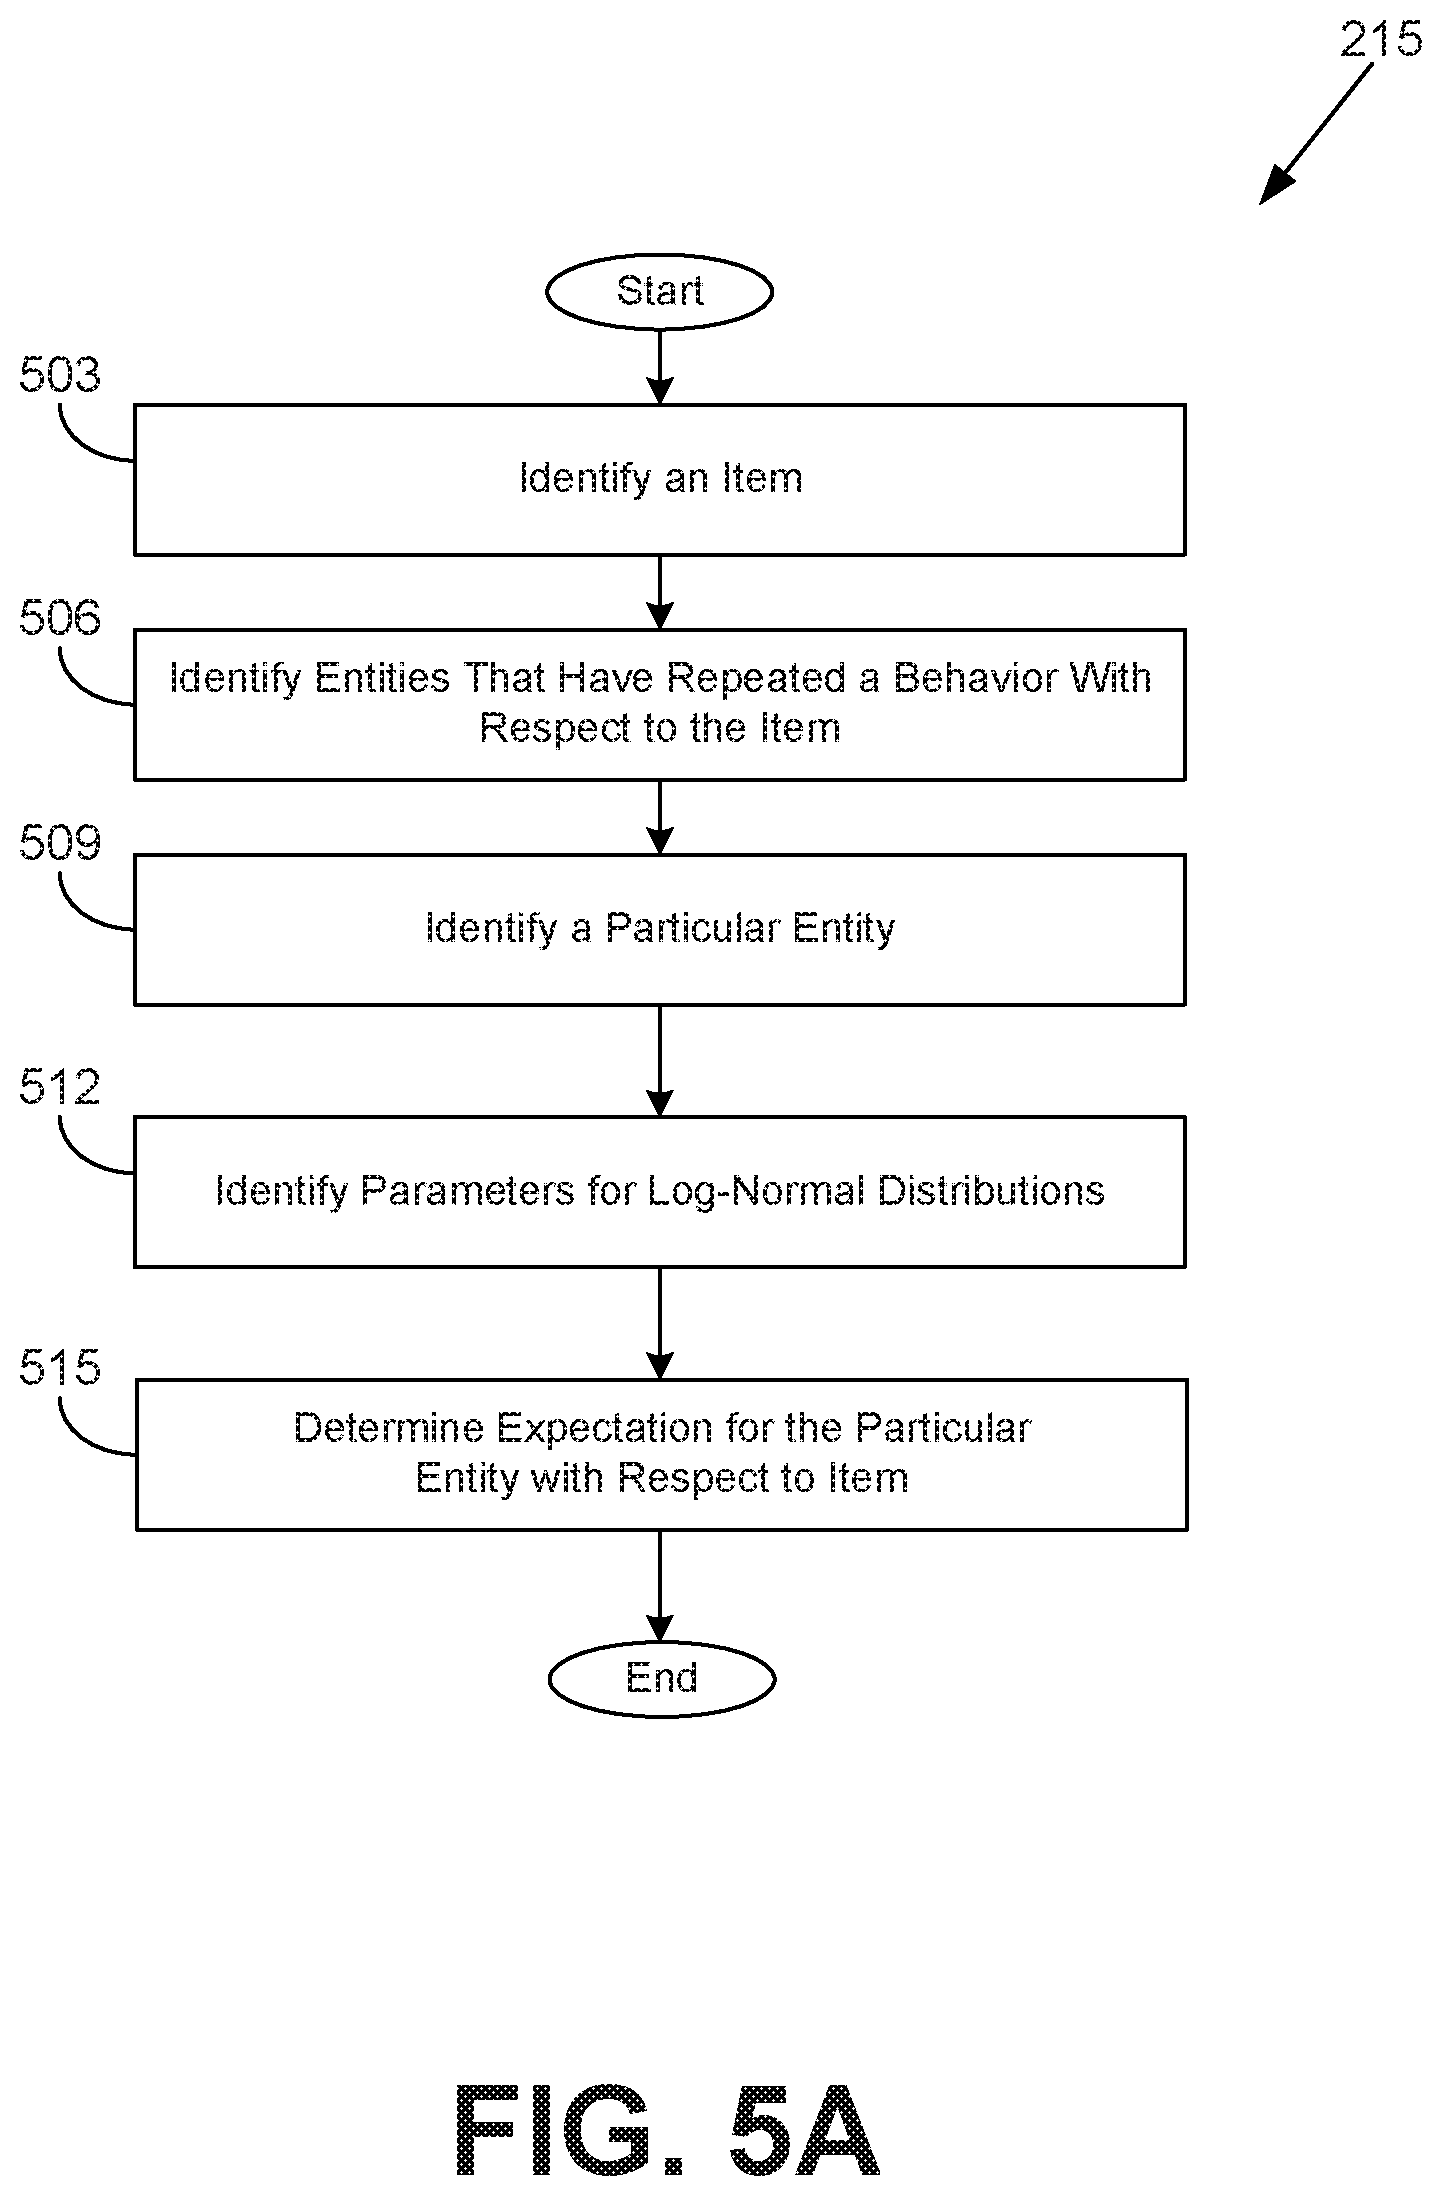 215
Start
503
Identify an Item
506
Identify Entities That Have Repeated a Behavior With
Respect to the Item
509
Identify a Particular Entity
512
Identify Parameters for Log-Normal Distributions
515
Determine Expectation for the Particular
Entity with Respect to Item
End
FIG. 5A